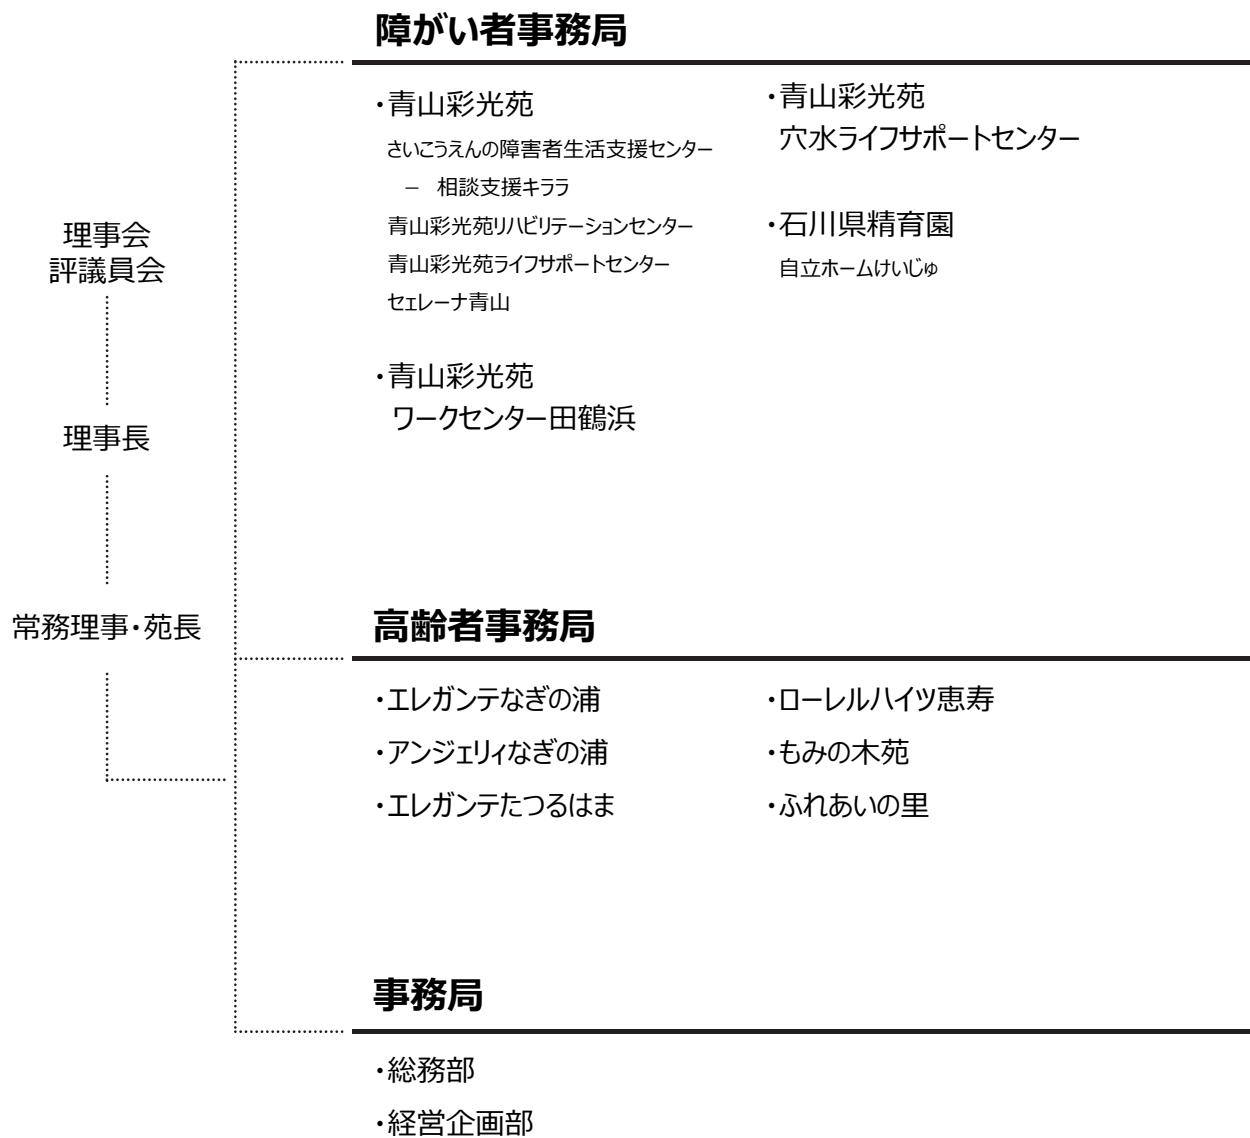 理事会
評議員会
理事長
常務理事・苑長
障がい者事務局
・青山彩光苑
さいこうえんの障害者生活支援センター
－ 相談支援キララ
青山彩光苑リハビリテーションセンター
青山彩光苑ライフサポートセンター
セェレーナ青山
・青山彩光苑
ワークセンター田鶴浜
・青山彩光苑
穴水ライフサポートセンター
・石川県精育園
自立ホームけいじゅ
高齢者事務局
・エレガンテなぎの浦
・アンジェリィなぎの浦
・エレガンテたつるはま
・ローレルハイツ恵寿
・もみの木苑
・ふれあいの里
事務局
・総務部
・経営企画部